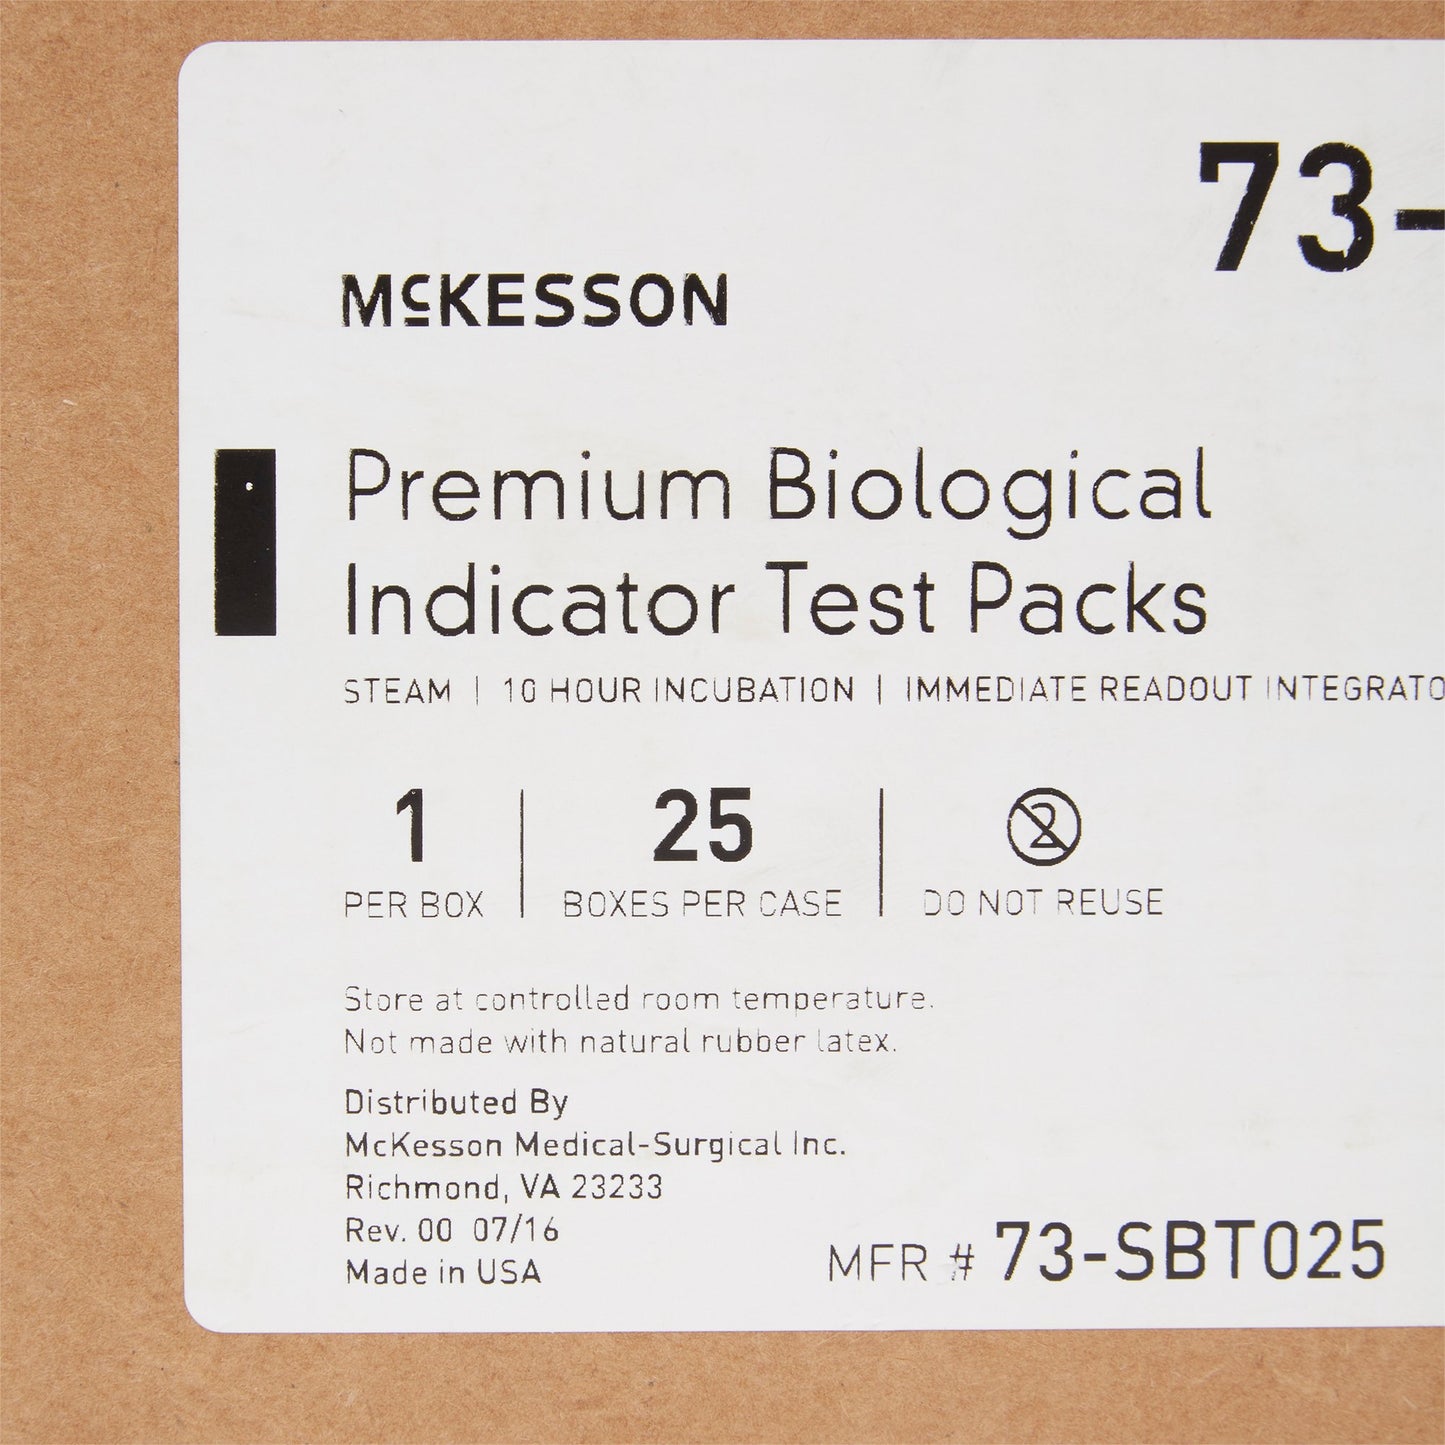 73-
McKESSON
Premium Biological
Indicator Test Packs
STEAM | 10 HOUR INCUBATION | IMMEDIATE READOUT INTEGRATO
1 | 25 | 2
PER BOX | BOXES PER CASE | DO NOT REUSE
Store at controlled room temperature.
Not made with natural rubber latex.
Distributed By
McKesson Medical-Surgical Inc.
Richmond, VA 23233
Rev. 00 07/16
Made in USA
MFR # 73-SBT025